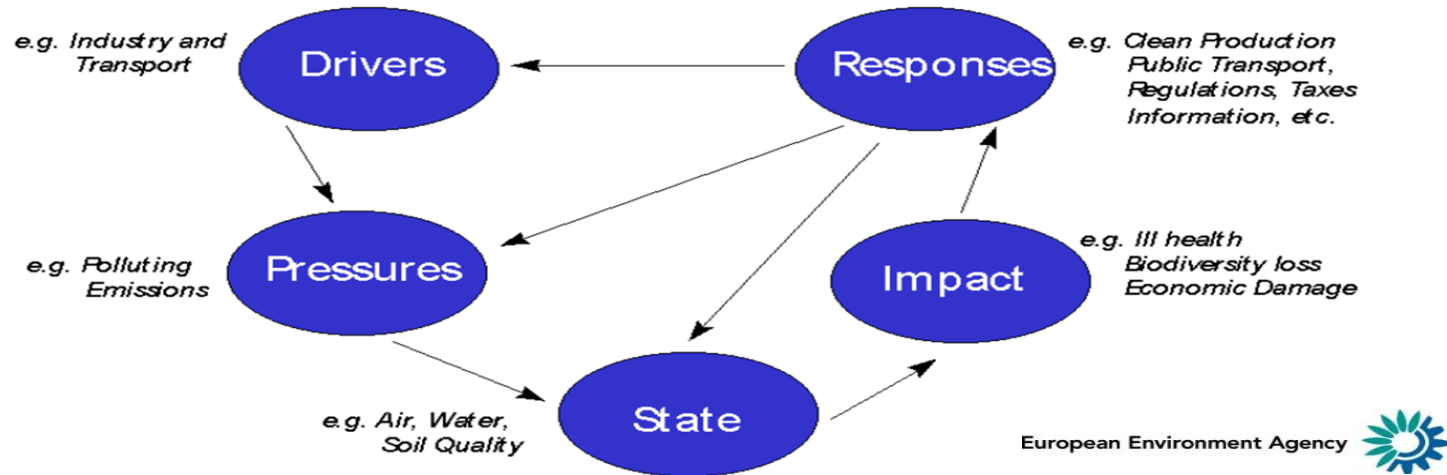 e.g. Industry and
Transport
Drivers
Responses
e.g. Clean Production
Public Transport,
Regulations, Taxes
Information, etc.
e.g. Polluting
Emissions
Pressures
Impact
e.g. Ill health
Biodiversity loss
Economic Damage
e.g. Air, Water,
Soil Quality
State
European Environment Agency